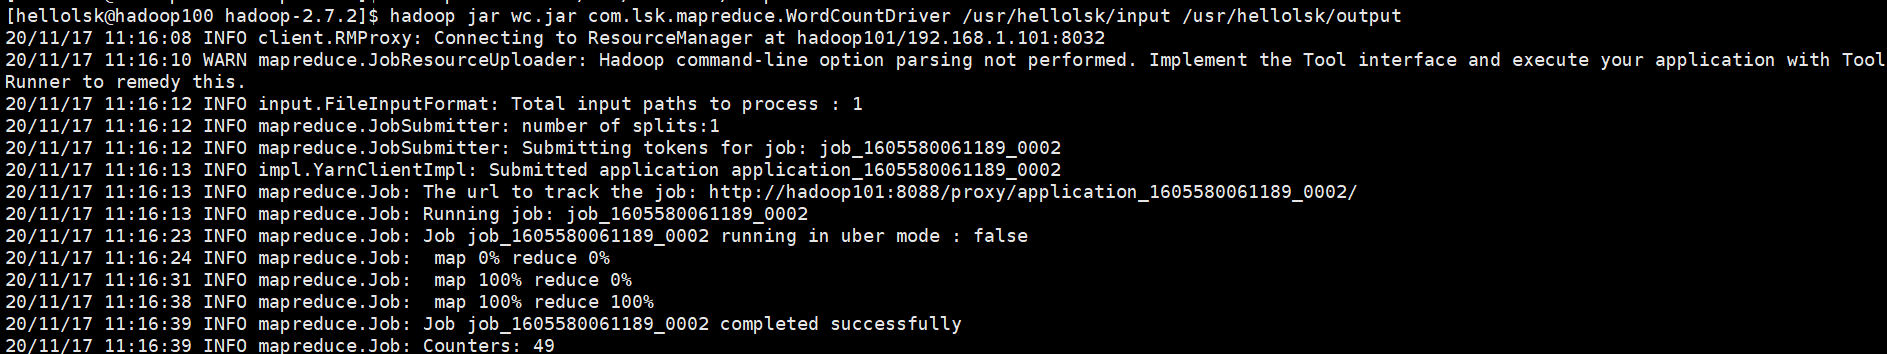 [hellolsk@hadoop100 hadoop-2.7.2]$ hadoop jar wc.jar com.lsk.mapreduce.WordCountDriver /usr/hellolsk/input /usr/hellolsk/output
20/11/17 11:16:08 INFO client.RMProxy: Connecting to ResourceManager at hadoop101/192.168.1.101:8032
20/11/17 11:16:10 WARN mapreduce.JobResourceUploader: Hadoop command-line option parsing not performed. Implement the Tool interface and execute your application with Tool
Runner to remedy this.
20/11/17 11:16:12 INFO input.FileInputFormat: Total input paths to process : 1
20/11/17 11:16:12 INFO mapreduce.JobSubmitter: number of splits:1
20/11/17 11:16:12 INFO mapreduce.JobSubmitter: Submitting tokens for job: job_1605580061189_0002
20/11/17 11:16:13 INFO impl.YarnClientImpl: Submitted application application_1605580061189_0002
20/11/17 11:16:13 INFO mapreduce.Job: The url to track the job: http://hadoop101:8088/proxy/application_1605580061189_0002/
20/11/17 11:16:13 INFO mapreduce.Job: Running job: job_1605580061189_0002
20/11/17 11:16:23 INFO mapreduce.Job: Job job_1605580061189_0002 running in uber mode : false
20/11/17 11:16:24 INFO mapreduce.Job:  map 0% reduce 0%
20/11/17 11:16:31 INFO mapreduce.Job:  map 100% reduce 0%
20/11/17 11:16:38 INFO mapreduce.Job:  map 100% reduce 100%
20/11/17 11:16:39 INFO mapreduce.Job: Job job_1605580061189_0002 completed successfully
20/11/17 11:16:39 INFO mapreduce.Job: Counters: 49